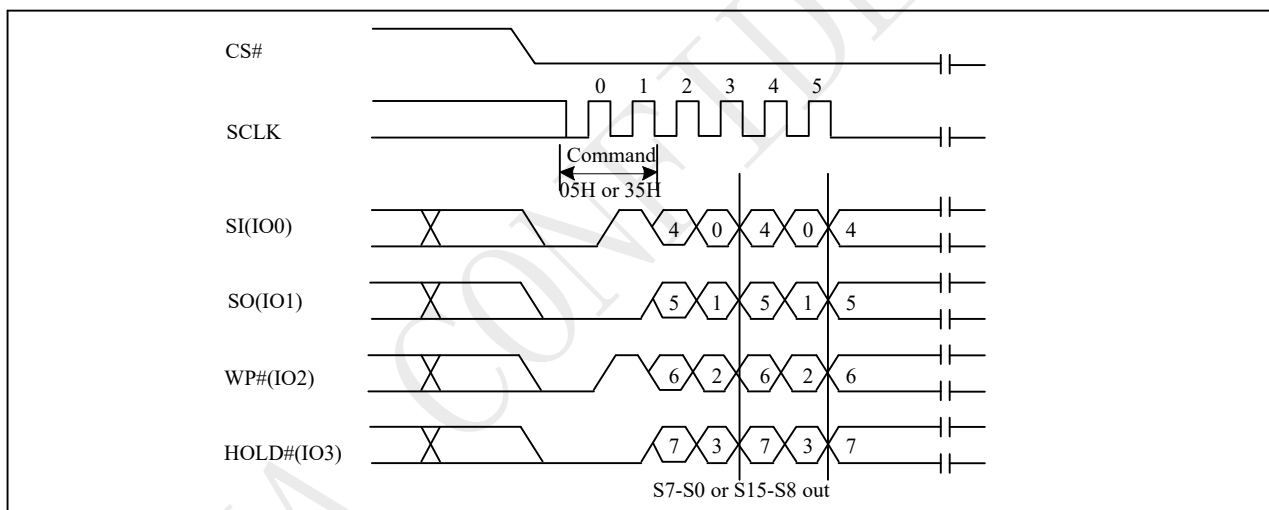 CS#
0 1 2 3 4 5
SCLK
Command
05H or 35H
SI(IO0) 4 0 4 0 4
SO(IO1) 5 1 5 1 5
WP#(IO2) 6 2 6 2 6
HOLD#(IO3) 7 3 7 3 7
S7-S0 or S15-S8 out